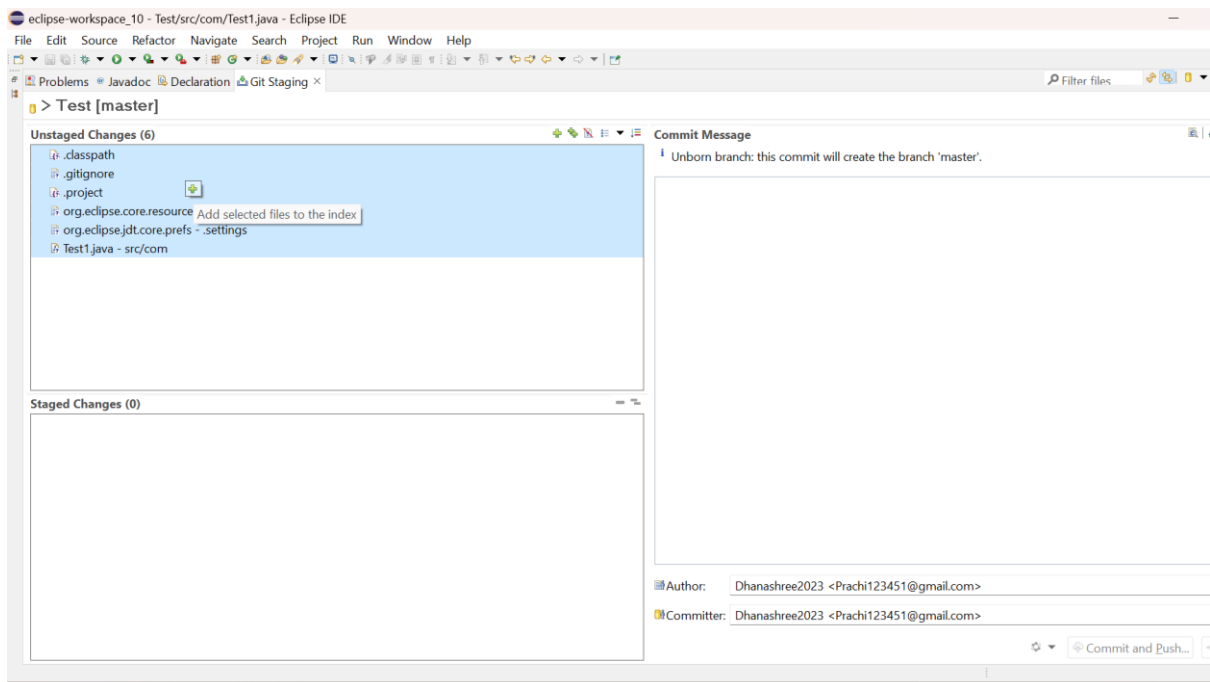 eclipse-workspace_10 - Test/src/com/Test1.java - Eclipse IDE
File Edit Source Refactor Navigate Search Project Run Window Help
Problems Javadoc Declaration Git Staging
Filter files
> Test [master]
Unstaged Changes (6)
.classpath
.gitignore
.project
org.eclipse.core.resource
Add selected files to the index
org.eclipse.jdt.core.prefs - .settings
Test1.java - src/com
Staged Changes (0)
Commit Message
Unborn branch: this commit will create the branch 'master'.
Author: Dhanashree2023 <Prachi123451@gmail.com>
Committer: Dhanashree2023 <Prachi123451@gmail.com>
Commit and Push...